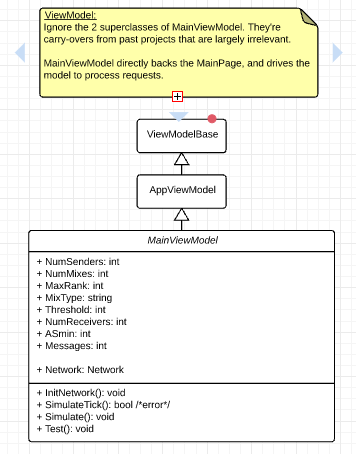 ViewModel:
Ignore the 2 superclasses of MainViewModel. They're
carry-overs from past projects that are largely irrelevant.
MainViewModel directly backs the MainPage, and drives the
model to process requests.
ViewModelBase
AppViewModel
MainViewModel
+ NumSenders: int
+ NumMixes: int
+ MaxRank: int
+ MixType: string
+ Threshold: int
+ NumReceivers: int
+ ASmin: int
+ Messages: int
+ Network: Network
+ InitNetwork(): void
+ SimulateTick(): bool /*error*/
+ Simulate(): void
+ Test(): void